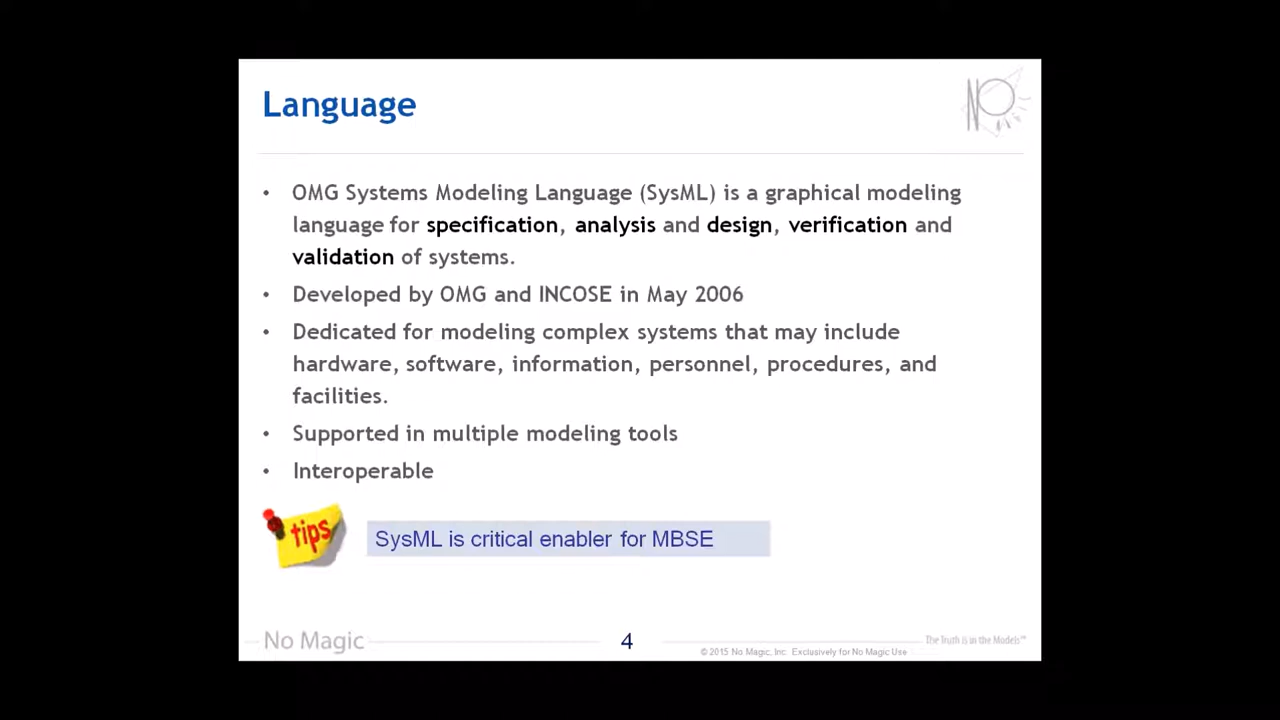 Language
NO
• OMG Systems Modeling Language (SysML) is a graphical modeling
language for specification, analysis and design, verification and
validation of systems.
• Developed by OMG and INCOSE in May 2006
• Dedicated for modeling complex systems that may include
hardware, software, information, personnel, procedures, and
facilities.
• Supported in multiple modeling tools
• Interoperable
tips
SysML is critical enabler for MBSE
No Magic
4
The Truth is in the Models™
© 2015 No Magic, Inc. Exclusively for No Magic Use